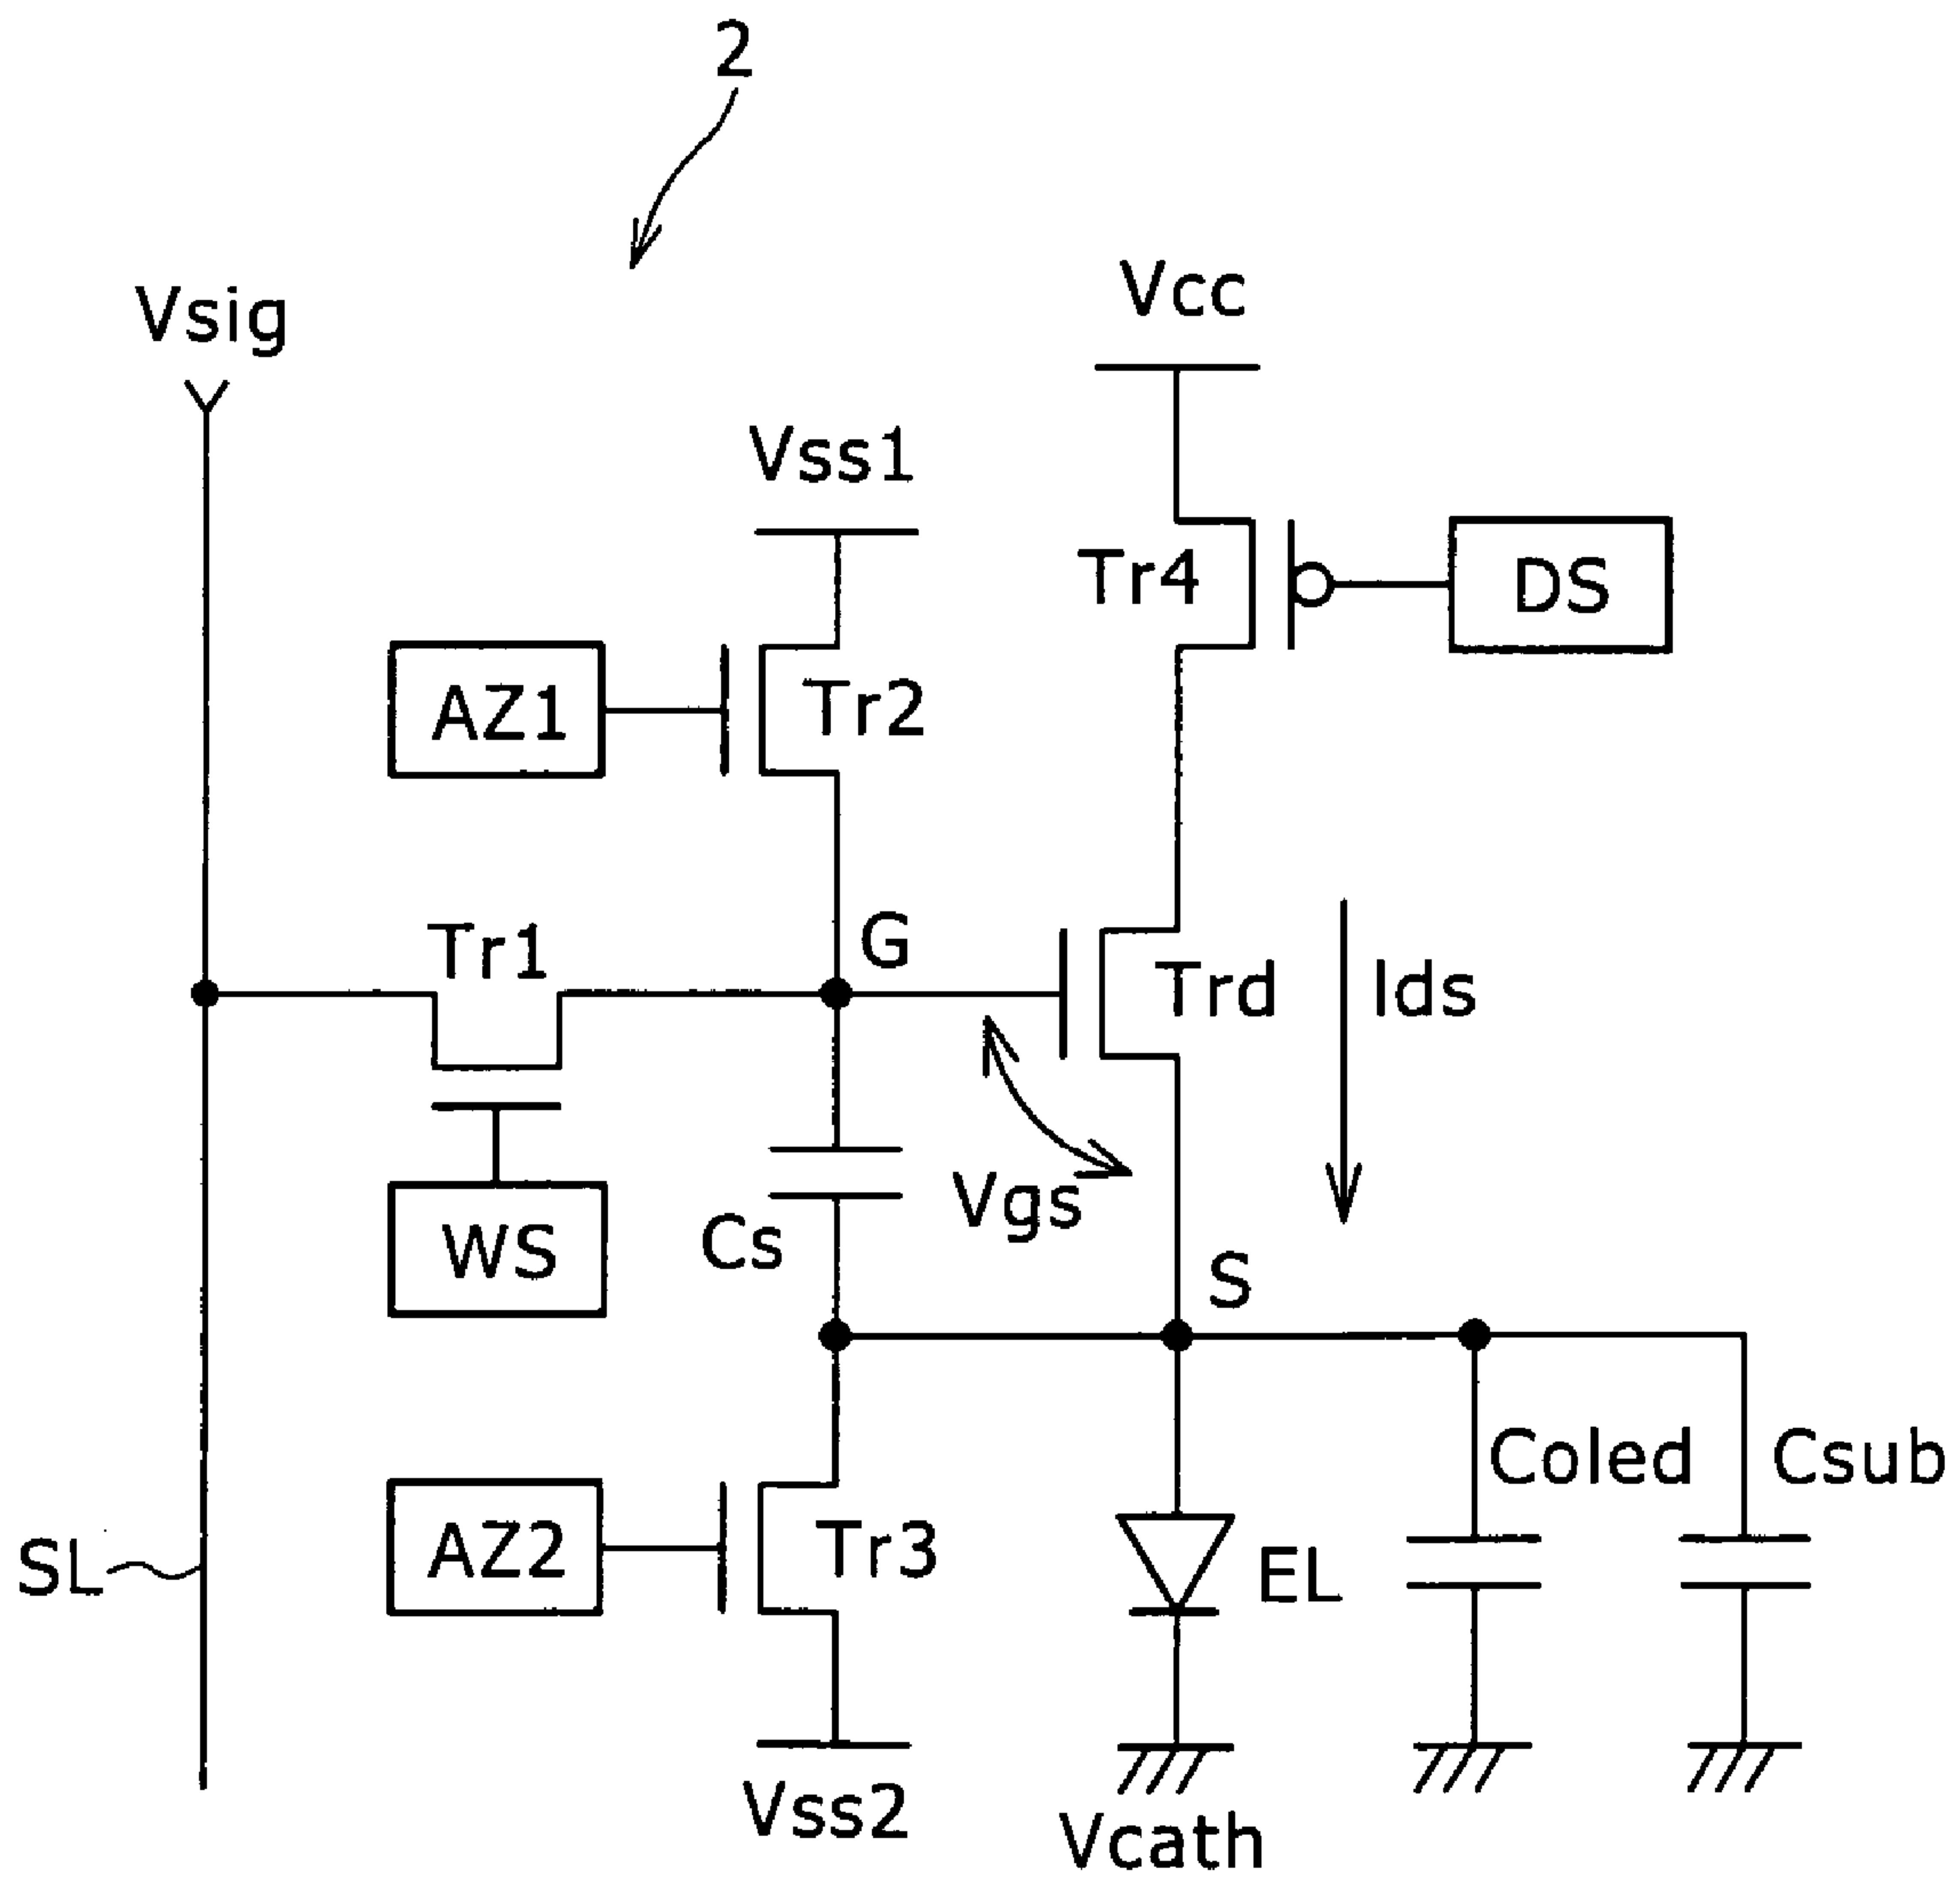 2
Vsig
Vcc
Vss1
Tr4
DS
AZ1
Tr2
Tr1
G
Trd
Ids
Vgs
WS
Cs
S
Coled
Csub
SL
AZ2
Tr3
EL
Vss2
Vcath